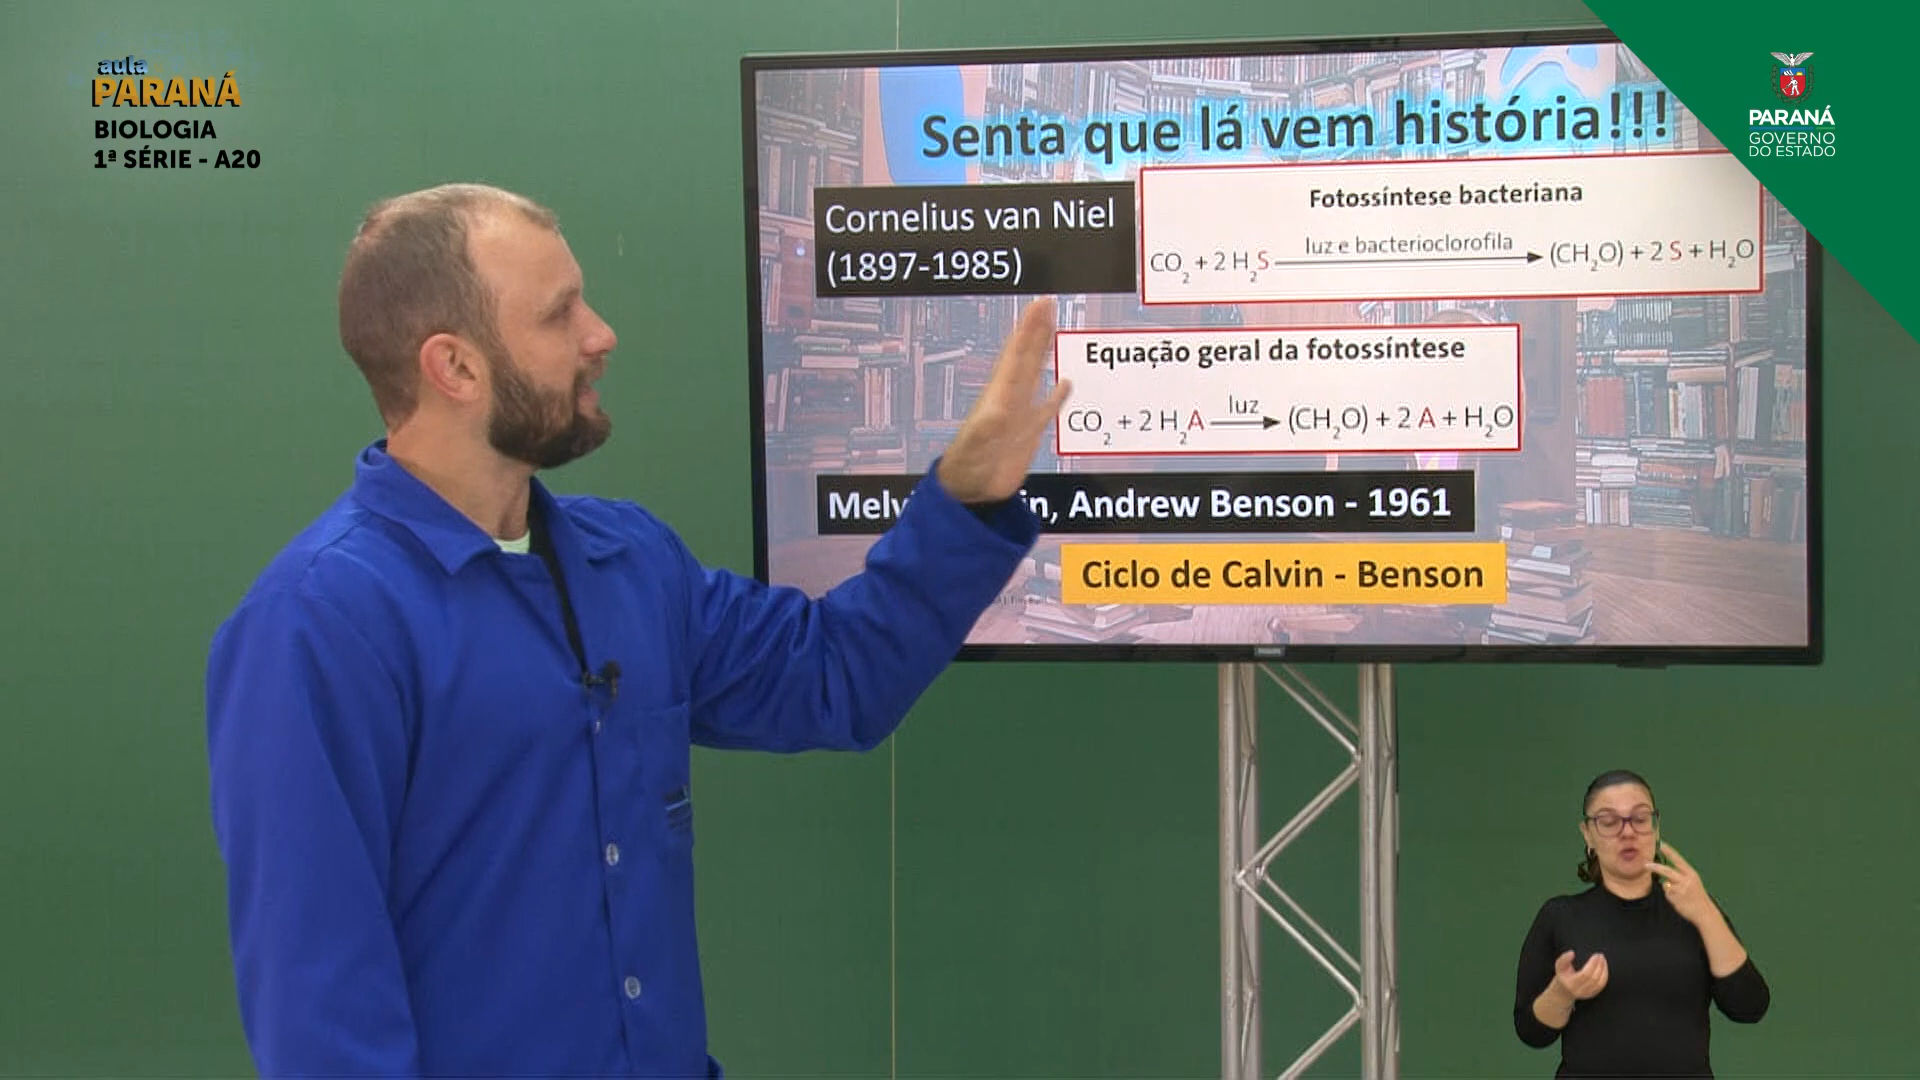 aula
PARANÁ
BIOLOGIA
1ª SÉRIE - A20
PARANÁ
GOVERNO
DO ESTADO
Senta que lá vem história!!!
Cornelius van Niel
(1897-1985)
Fotossíntese bacteriana
luz e bacterioclorofila
CO₂ + 2 H₂S → (CH₂O) + 2 S + H₂O
Equação geral da fotossíntese
luz
CO₂ + 2 H₂A → (CH₂O) + 2 A + H₂O
Andrew Benson - 1961
Ciclo de Calvin - Benson
PHILIPS